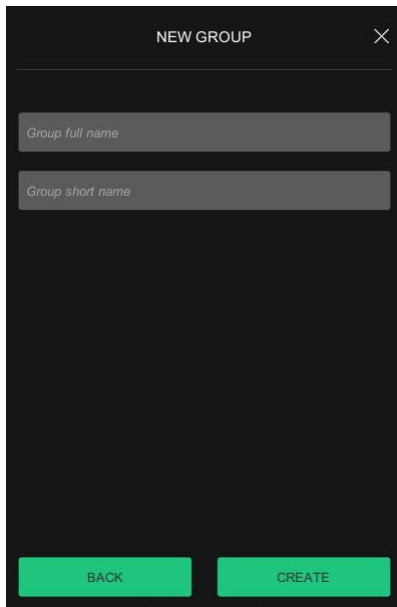 NEW GROUP
Group full name
Group short name
BACK
CREATE